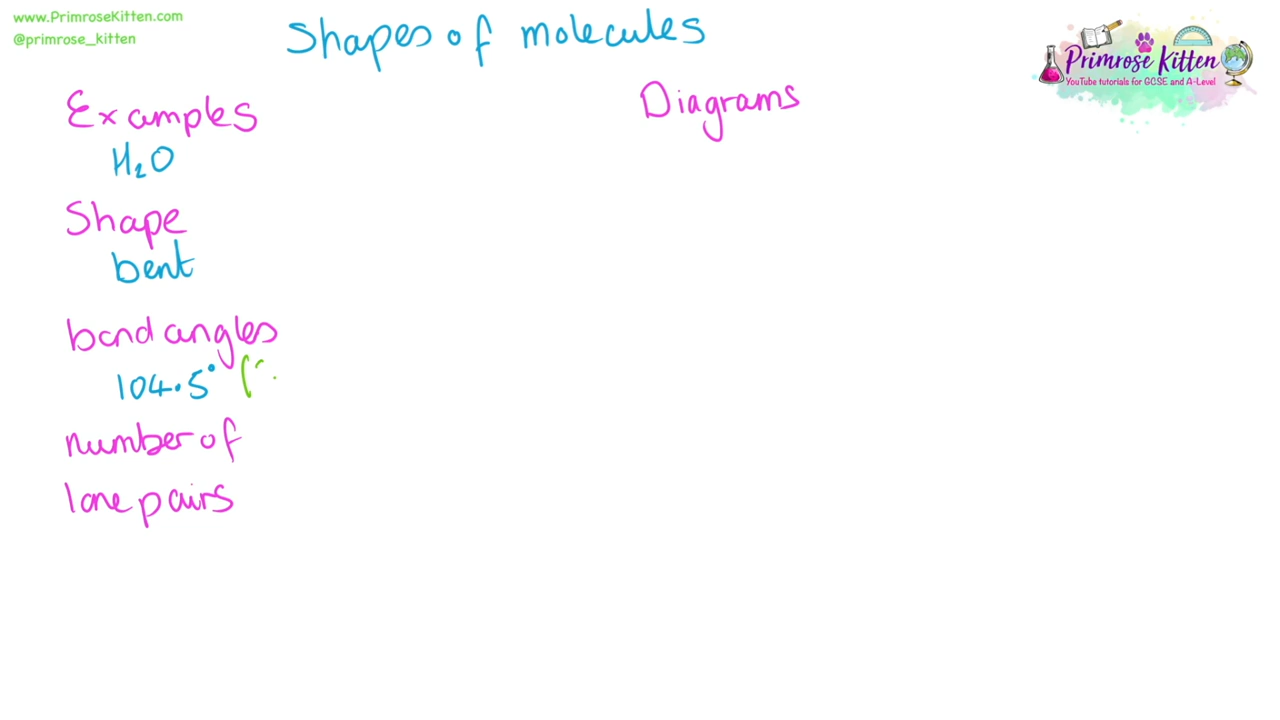 www.PrimroseKitten.com
@primrose_kitten
Shapes of molecules
Primrose Kitten
YouTube tutorials for GCSE and A-Level
Examples
Diagrams
H₂O
Shape
bent
bond angles
104.5° (
number of
lone pairs